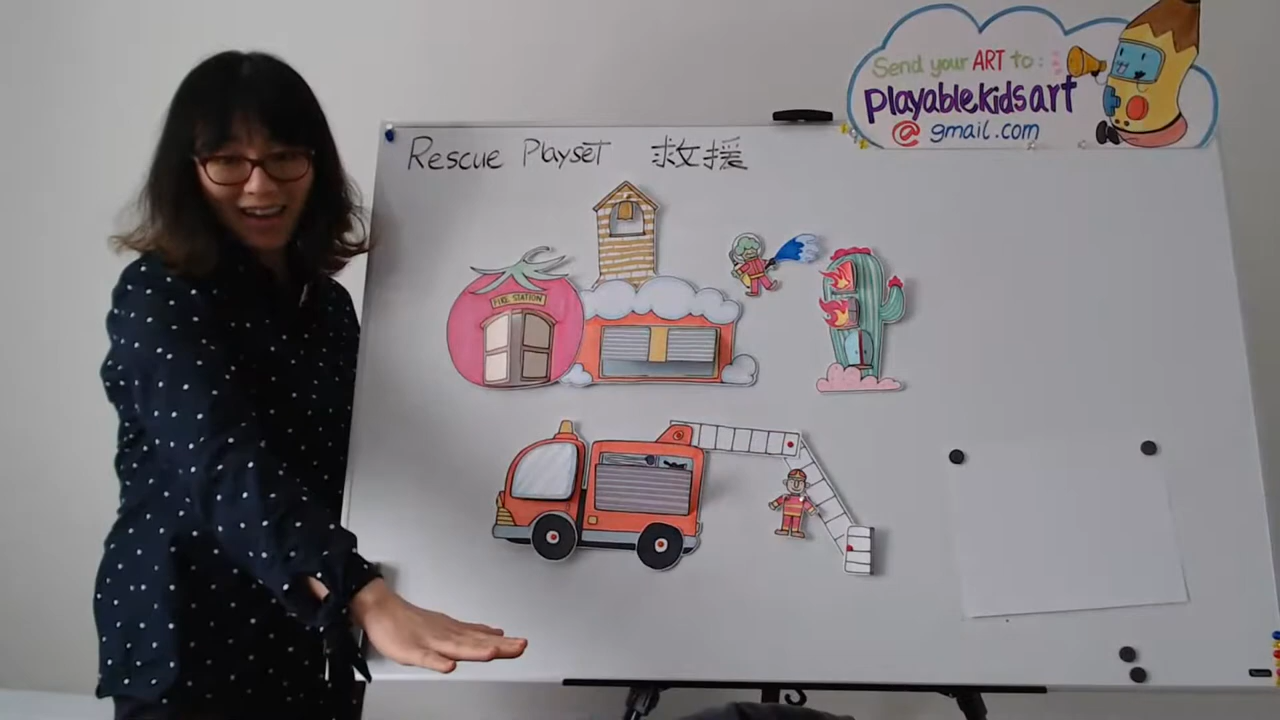 Send your ART to:
Playablekidsart
@ gmail.com
Rescue Playset 救援
FIRE STATION